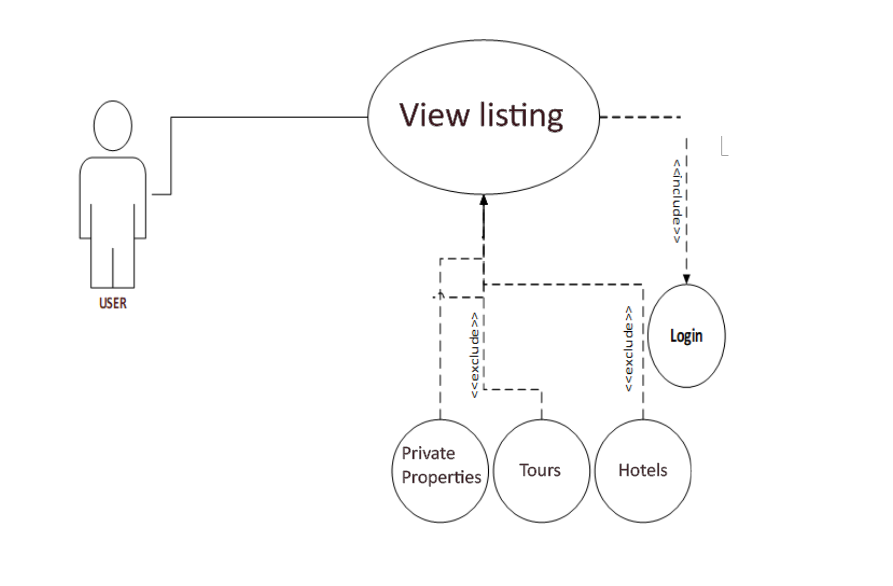 View listing
<<include>>
USER
<<exclude>>
<<exclude>>
Login
Private
Properties
Tours
Hotels